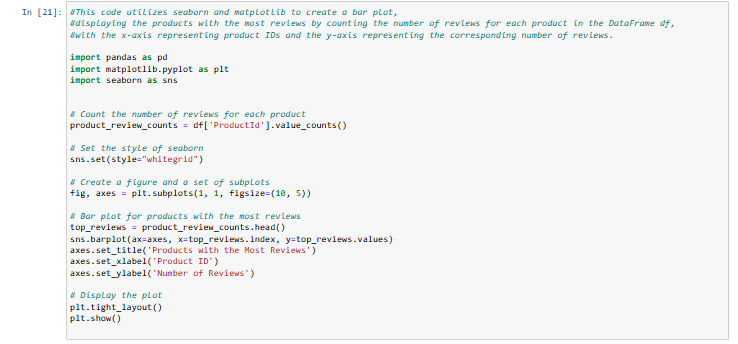 In [21]: #This code utilizes seaborn and matplotlib to create a bar plot,
#displaying the products with the most reviews by counting the number of reviews for each product in the DataFrame df,
#with the x-axis representing product IDs and the y-axis representing the corresponding number of reviews.
import pandas as pd
import matplotlib.pyplot as plt
import seaborn as sns
# Count the number of reviews for each product
product_review_counts = df['ProductId'].value_counts()
# Set the style of seaborn
sns.set(style="whitegrid")
# Create a figure and a set of subplots
fig, axes = plt.subplots(1, 1, figsize=(10, 5))
# Bar plot for products with the most reviews
top_reviews = product_review_counts.head()
sns.barplot(ax=axes, x=top_reviews.index, y=top_reviews.values)
axes.set_title('Products with the Most Reviews')
axes.set_xlabel('Product ID')
axes.set_ylabel('Number of Reviews')
# Display the plot
plt.tight_layout()
plt.show()